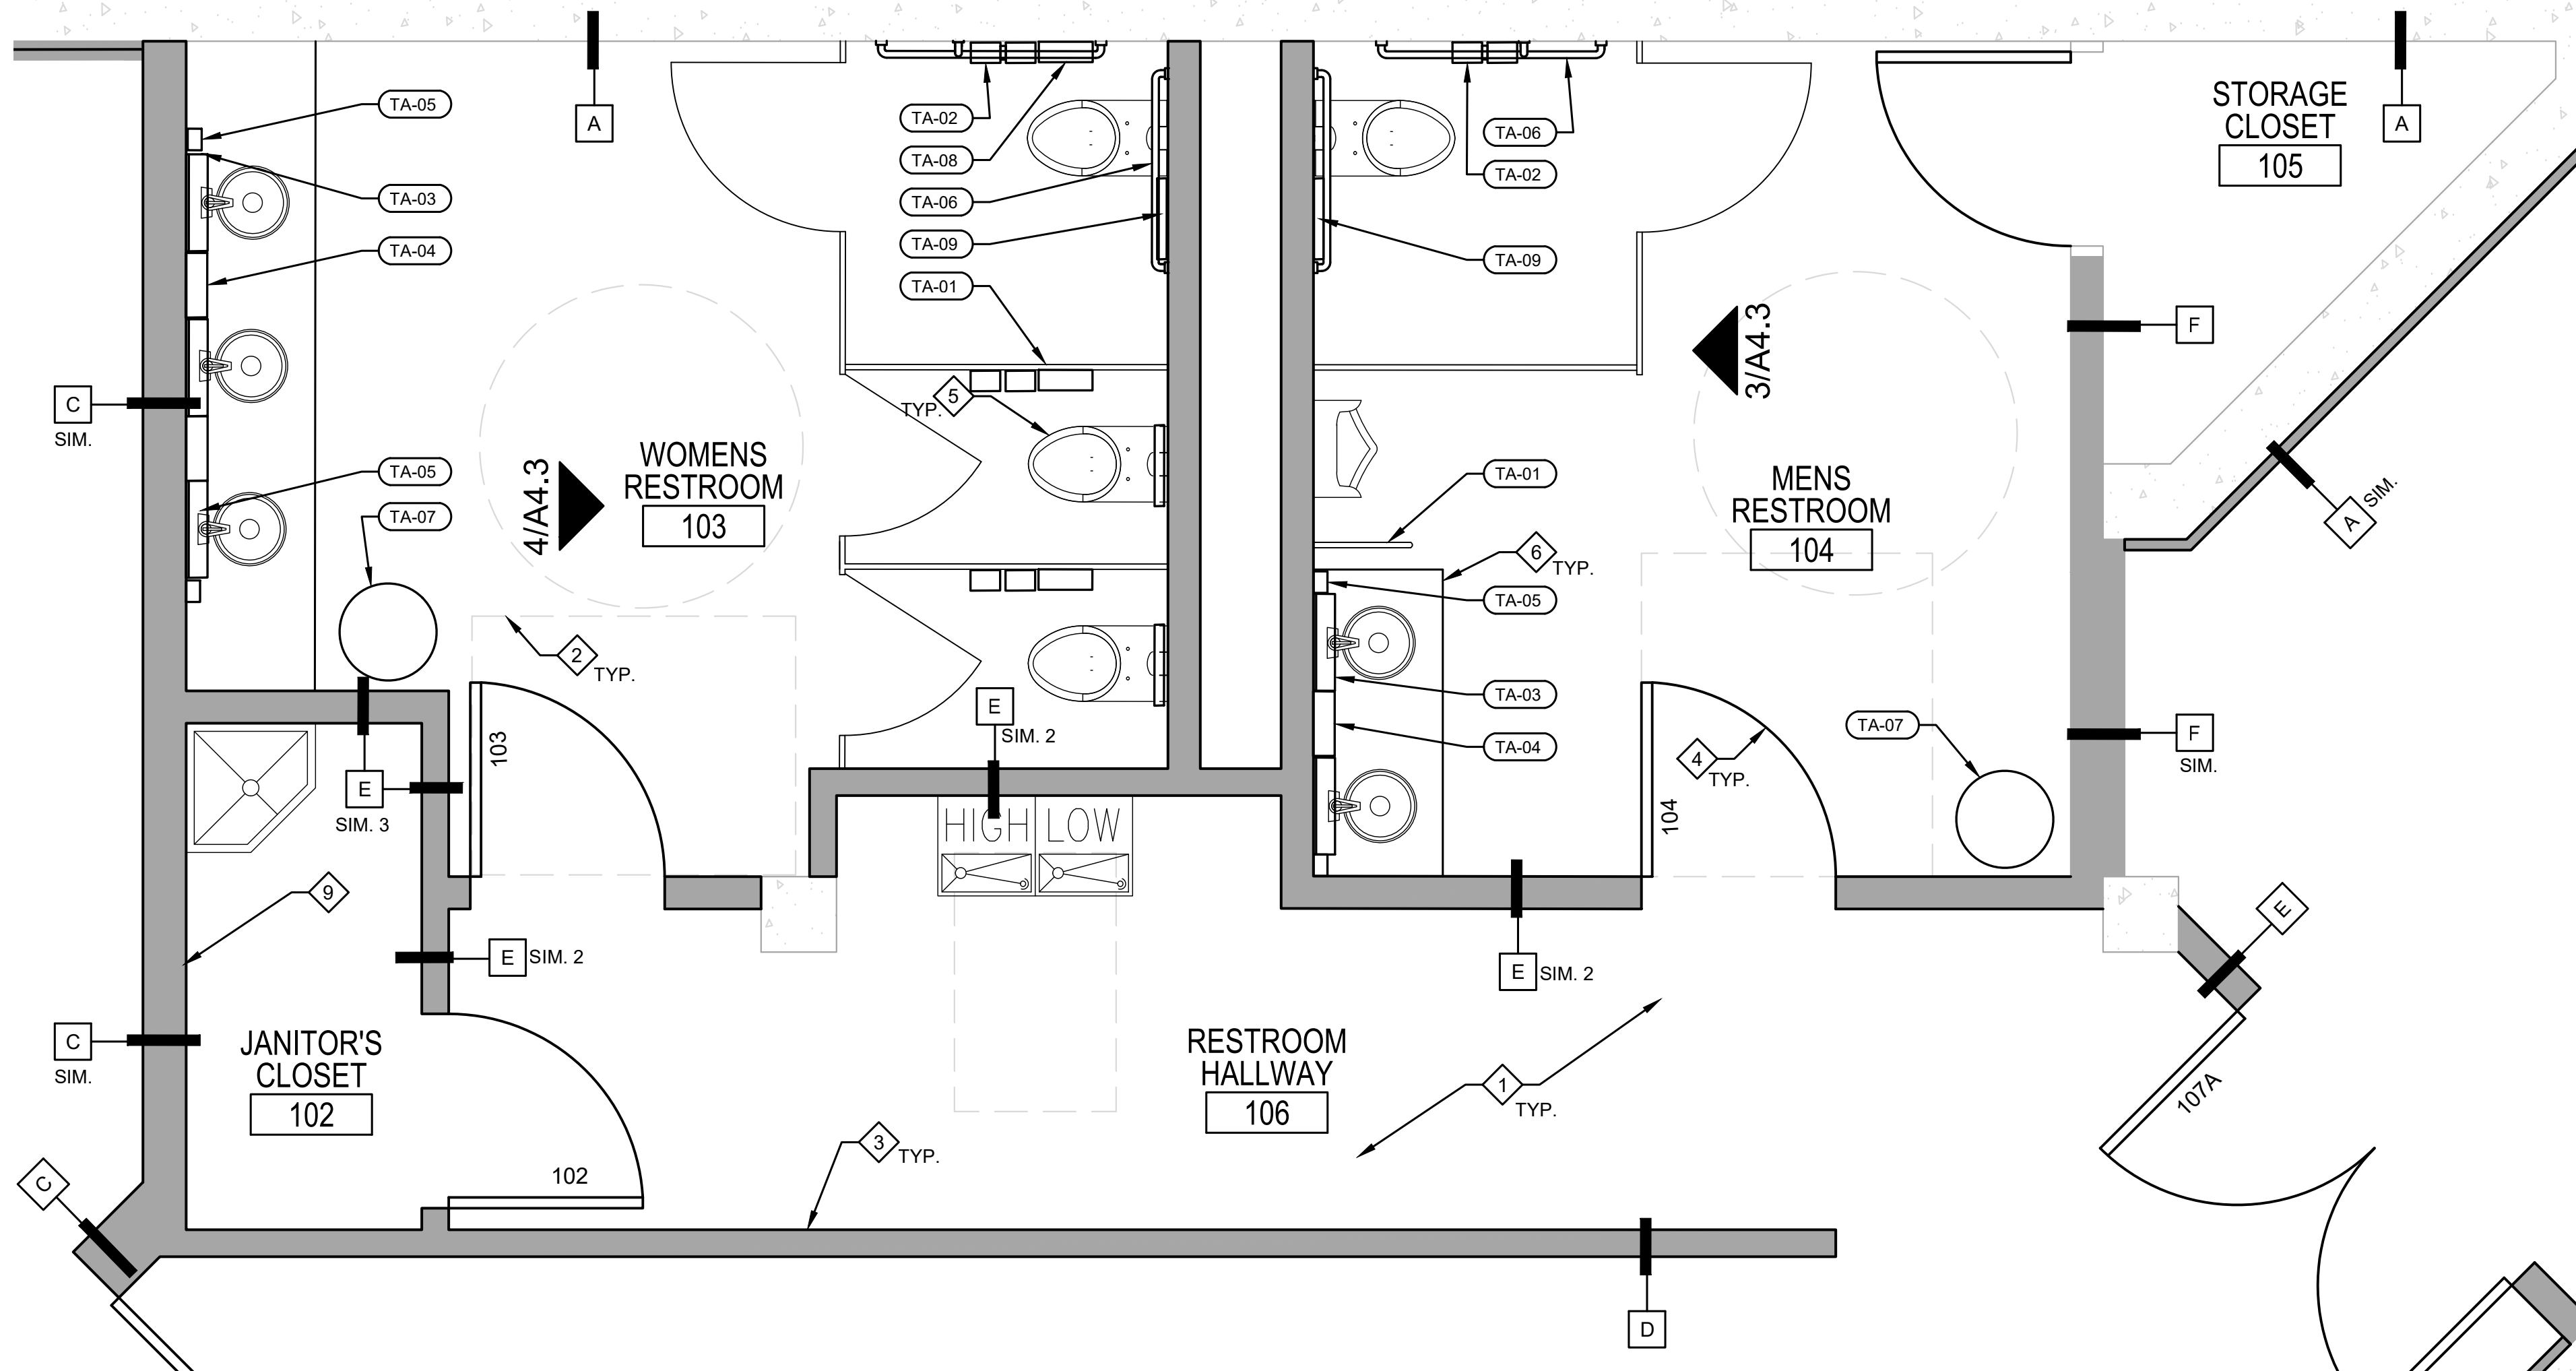 A
TA-05
TA-03
TA-04
TA-02
TA-08
TA-06
TA-09
TA-01
TA-06
TA-02
TA-09
STORAGE
CLOSET
105
A
F
3/A4.3
C
SIM.
5
TYP.
4/A4.3
WOMENS
RESTROOM
103
TA-05
TA-07
TA-01
MENS
RESTROOM
104
6
TYP.
TA-05
A
SIM.
2
TYP.
TA-03
TA-04
E
SIM. 2
103
4
TYP.
TA-07
F
SIM.
E
SIM. 3
HIGH
LOW
104
9
E
SIM. 2
E
SIM. 2
E
C
SIM.
JANITOR'S
CLOSET
102
RESTROOM
HALLWAY
106
1
TYP.
3
TYP.
107A
102
C
D